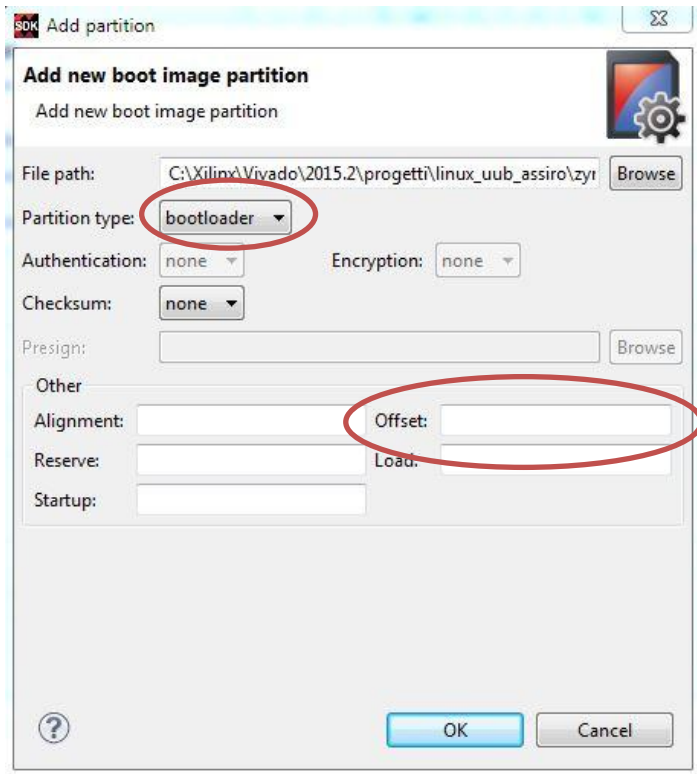 SDK Add partition
Add new boot image partition
Add new boot image partition
File path: C:\Xilinx\Vivado\2015.2\progetti\linux_uub_assiro\zyr Browse
Partition type: bootloader
Authentication: none Encryption: none
Checksum: none
Presign: Browse
Other
Alignment: Offset:
Reserve: Load:
Startup:
? OK Cancel